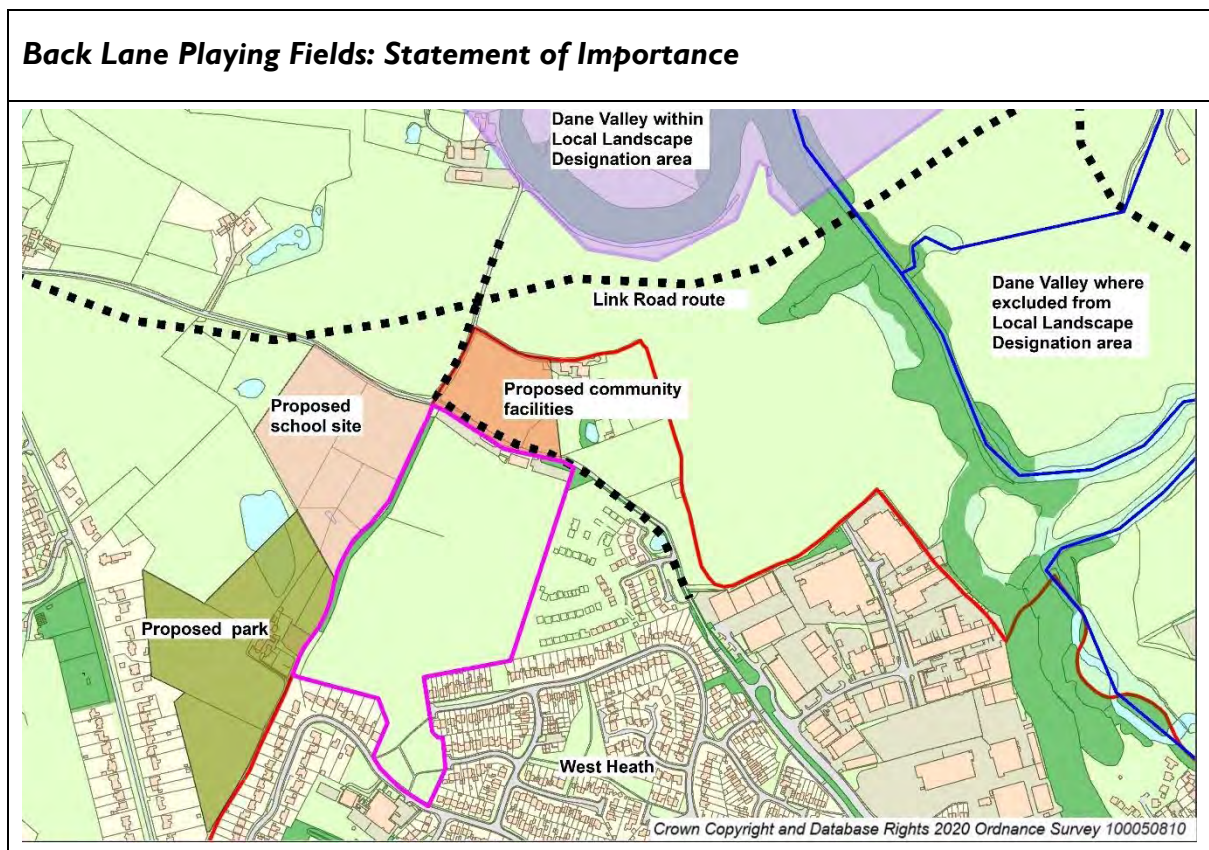 Back Lane Playing Fields: Statement of Importance
Dane Valley within
Local Landscape
Designation area
Link Road route
Dane Valley where
excluded from
Local Landscape
Designation area
Proposed community
facilities
Proposed
school site
Proposed park
West Heath
Crown Copyright and Database Rights 2020 Ordnance Survey 100050810